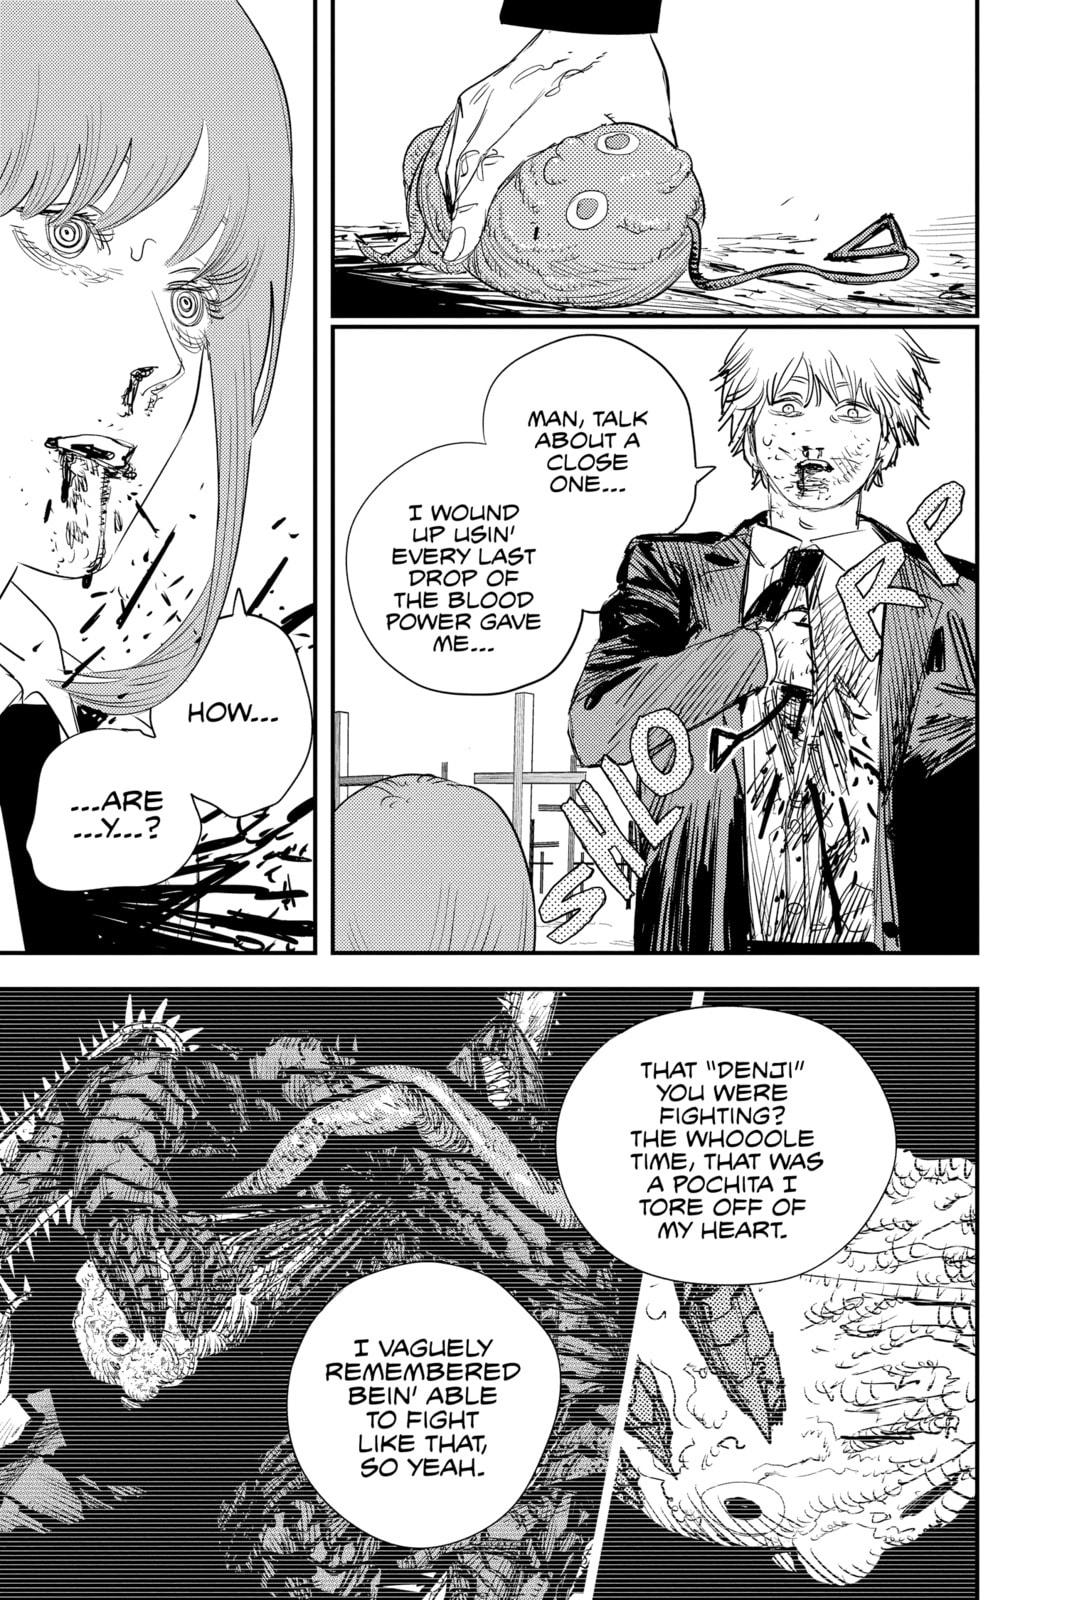 MAN, TALK
ABOUT A
CLOSE
ONE...
I WOUND
UP USIN'
EVERY LAST
DROP OF
THE BLOOD
POWER GAVE
ME...
RRP
SHLO
HOW...
...ARE
...Y...?
THAT "DENJI"
YOU WERE
FIGHTING?
THE WHOOOLE
TIME, THAT WAS
A POCHITA I
TORE OFF OF
MY HEART.
I VAGUELY
REMEMBERED
BEIN' ABLE
TO FIGHT
LIKE THAT,
SO YEAH.